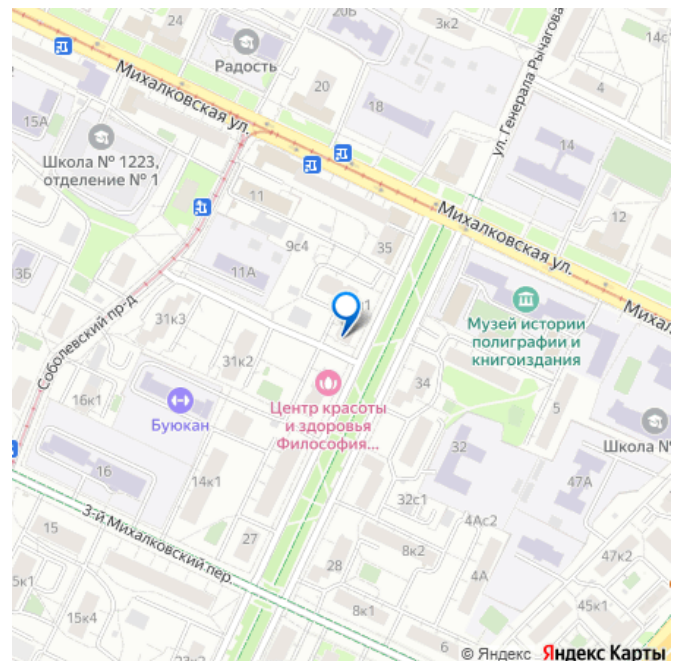 24
20Б
3к2
14с
Радость
Михалковская ул.
20
18
ул. Генерала Рычагова
4
15А
14
Школа № 1223,
отделение № 1
11
12
9с4
35
Михалковская ул.
11А
3Б
Соболевский пр-д
31к3
Музей истории
полиграфии и
книгоиздания
31к2
Центр красоты
и здоровья
Философия...
34
5
16к1
Буюкан
32
Школа №
16
14к1
47А
32с1
4Ас2
3-й Михалковский пер.
15
27
8к2
47к2
28
4А
5к1
45к1
15к4
8к1
6
23к2
© Яндекс Яндекс Карты